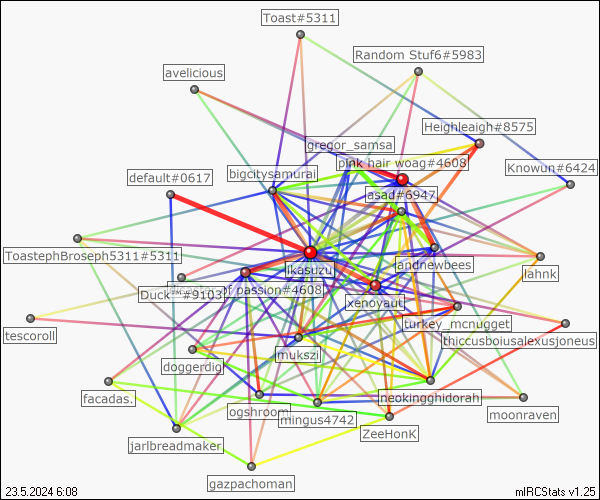 Toast#5311
Random Stuf6#5983
avelicious
Heighleaigh#8575
gregor_samsa
pink hair woag#4608
Knowun#6424
bigcitysamurai
default#0617
asad#6947
ToastephBroseph5311#5311
andnewbees
lahnk
ikasuzu
of passion#4608
Duck™#9103
xenoyaut
tescoroll
turkey_mcnugget
thiccusboiusalexusjoneus
mukszi
doggerdig
facadas.
neokingghidorah
moonraven
ogshroom
mingus4742
ZeeHonK
jarlbreadmaker
gazpachoman
23.5.2024 6:08
mIRCStats v1.25